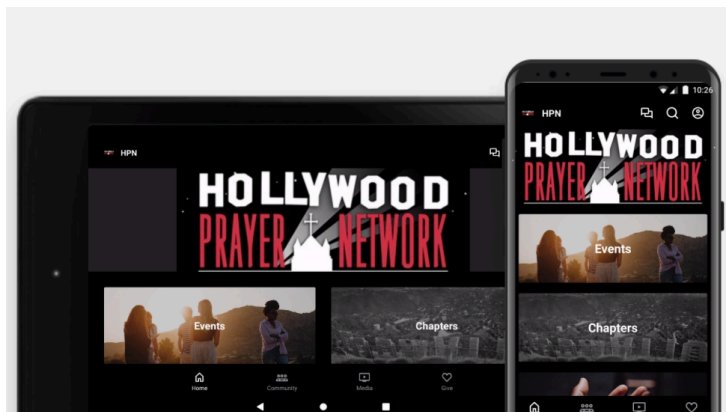 HPN
HOLLYWOOD
PRAYER NETWORK
Events
Chapters
Home
Community
Media
Give
10:26
HPN
HOLLYWOOD
PRAYER NETWORK
Events
Chapters